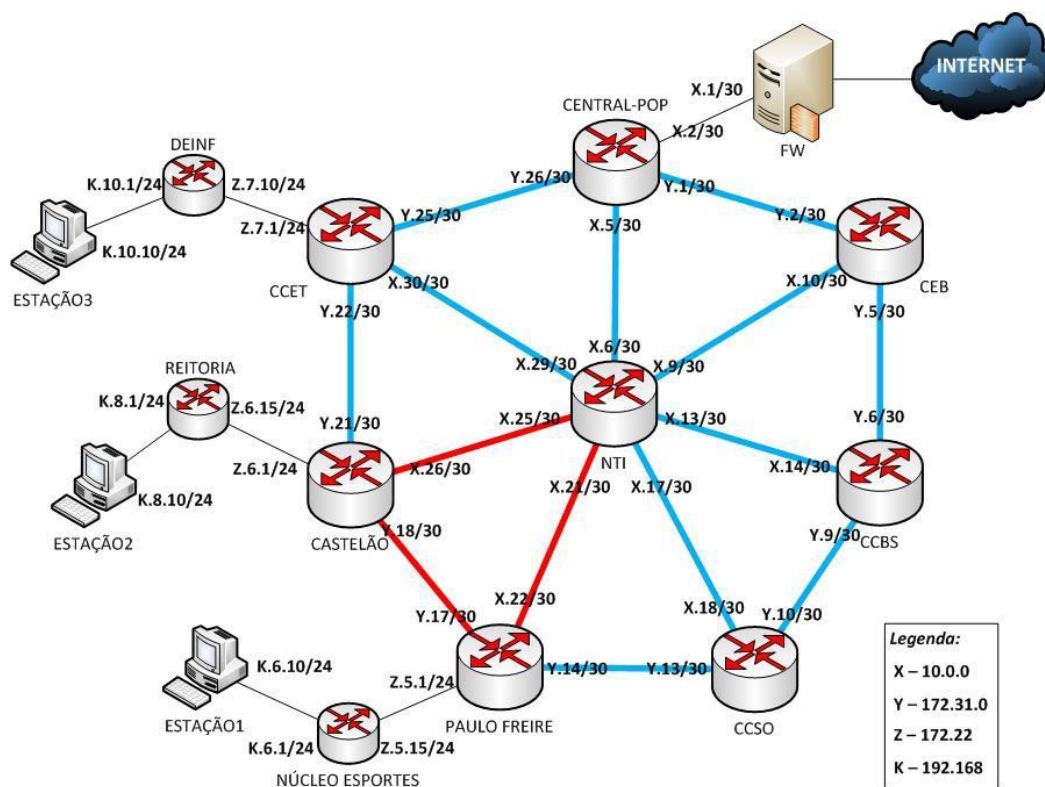 INTERNET
X.1/30
CENTRAL-POP
X.2/30
FW
DEINF
K.10.1/24
Z.7.10/24
Y.26/30
Y.1/30
Y.25/30
Y.2/30
Z.7.1/24
X.5/30
K.10.10/24
X.30/30
X.10/30
ESTAÇÃO3
CCET
CEB
Y.22/30
Y.5/30
X.6/30
X.29/30
X.9/30
REITORIA
K.8.1/24
Z.6.15/24
Y.21/30
X.25/30
X.13/30
Y.6/30
NTI
Z.6.1/24
X.26/30
X.14/30
K.8.10/24
X.21/30
X.17/30
ESTAÇÃO2
CASTELÃO
Y.18/30
CCBS
Y.9/30
X.22/30
X.18/30
Y.10/30
Y.17/30
K.6.10/24
Z.5.1/24
Y.14/30
Y.13/30
ESTAÇÃO1
PAULO FREIRE
CCSO
K.6.1/24
Z.5.15/24
NÚCLEO ESPORTES
Legenda:
X – 10.0.0
Y – 172.31.0
Z – 172.22
K – 192.168